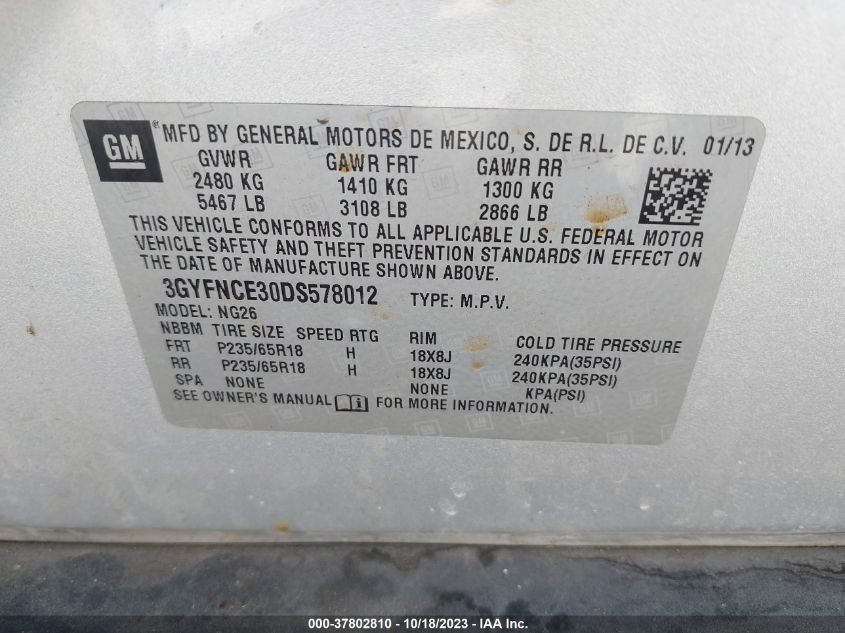 GM
® MFD BY GENERAL MOTORS DE MEXICO, S. DE R.L. DE C.V. 01/13
GVWR GAWR FRT GAWR RR
2480 KG 1410 KG 1300 KG
5467 LB 3108 LB 2866 LB
THIS VEHICLE CONFORMS TO ALL APPLICABLE U.S. FEDERAL MOTOR
VEHICLE SAFETY AND THEFT PREVENTION STANDARDS IN EFFECT ON
THE DATE OF MANUFACTURE SHOWN ABOVE.
3GYFNCE30DS578012 TYPE: M.P.V.
MODEL: NG26
NBBM TIRE SIZE SPEED RTG RIM COLD TIRE PRESSURE
FRT P235/65R18 H 18X8J 240KPA(35PSI)
RR P235/65R18 H 18X8J 240KPA(35PSI)
SPA NONE NONE KPA(PSI)
SEE OWNER'S MANUAL i FOR MORE INFORMATION.
000-37802810 / 10/18/2023 - Copyright © 2023 - IAA Inc.